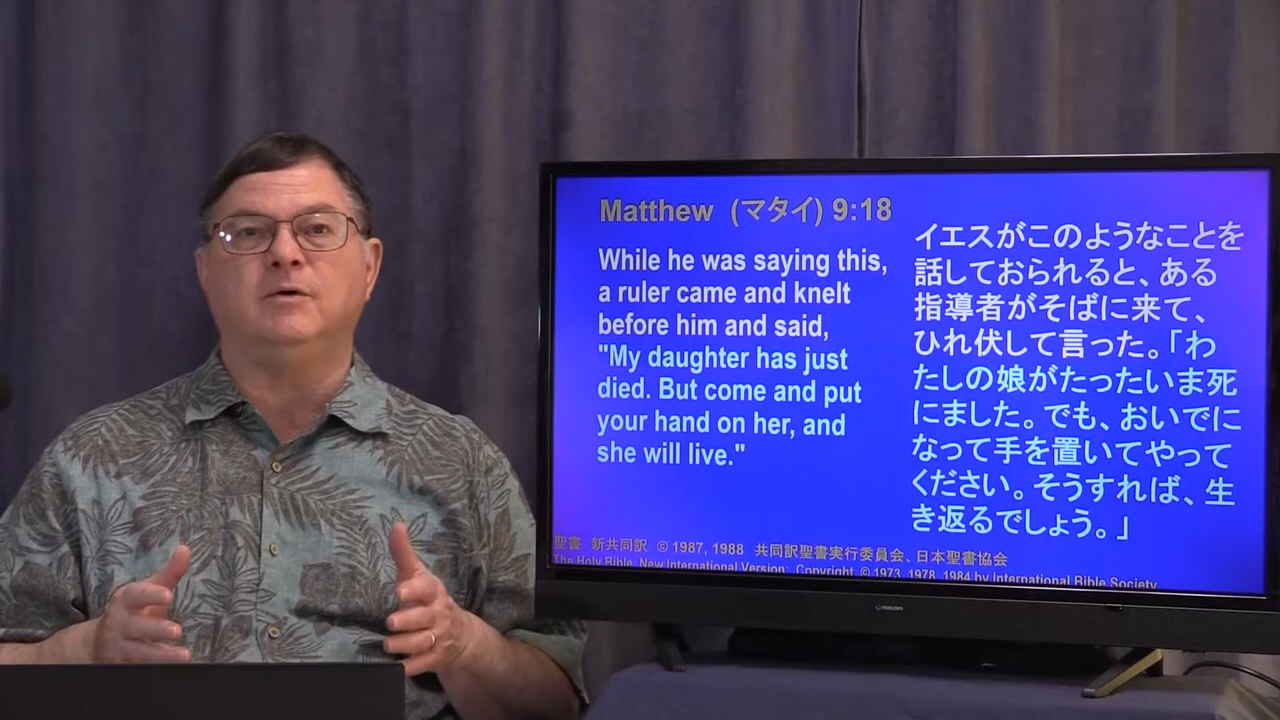 Matthew (マタイ) 9:18
While he was saying this,
a ruler came and knelt
before him and said,
"My daughter has just
died. But come and put
your hand on her, and
she will live."
イエスがこのようなことを
話しておられると、ある
指導者がそばに来て、
ひれ伏して言った。「わ
たしの娘がたったいま死
にました。でも、おいでに
なって手を置いてやって
ください。そうすれば、生
き返るでしょう。」
聖書 新共同訳 © 1987, 1988 共同訳聖書実行委員会、日本聖書協会
The Holy Bible, New International Version; Copyright © 1973, 1978, 1984 by International Bible Society
maxzen